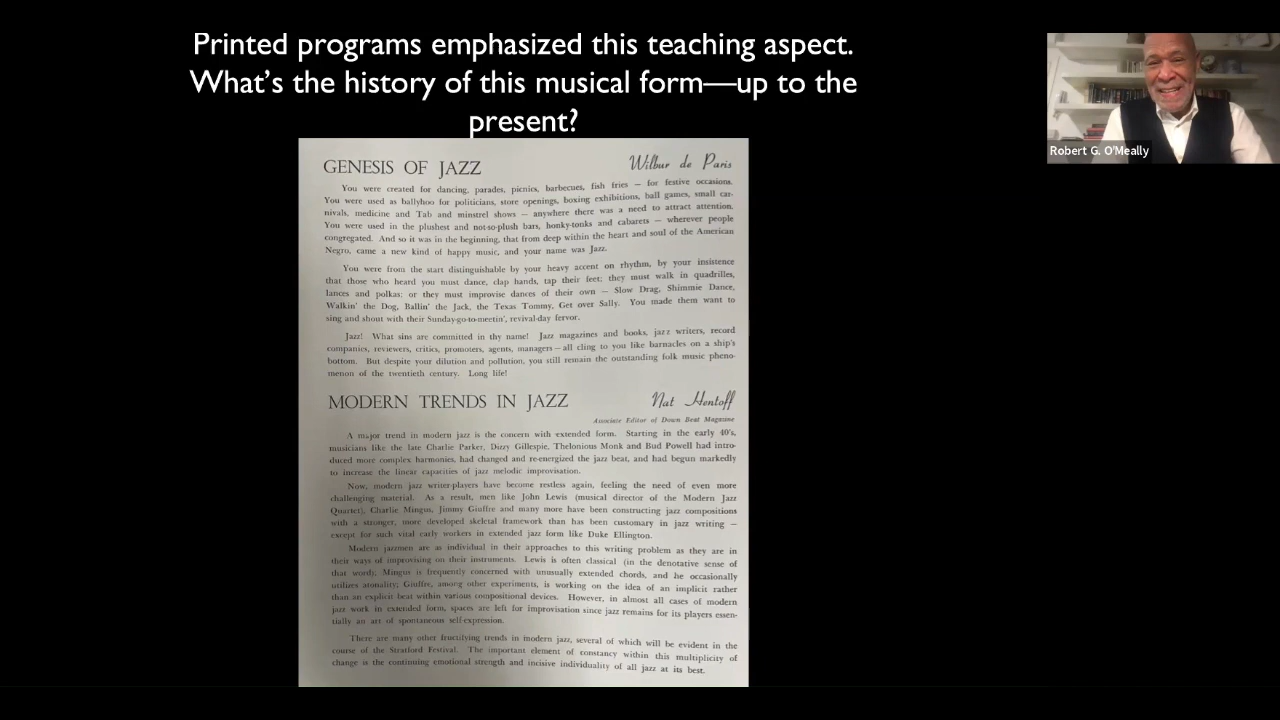 Printed programs emphasized this teaching aspect.
What's the history of this musical form—up to the
present?
Robert G. O'Meally
GENESIS OF JAZZ
Wilbur de Paris
You were created for dancing, parades, picnics, barbecues, fish fries — for festive occasions.
You were used as ballyhoo for politicians, store openings, boxing exhibitions, ball games, small car-
nivals, medicine and Tab and minstrel shows — anywhere there was a need to attract attention.
You were used in the plushest and not-so-plush bars, honky-tonks and cabarets — wherever people
congregated. And so it was in the beginning, that from deep within the heart and soul of the American
Negro, came a new kind of happy music, and your name was Jazz.
You were from the start distinguishable by your heavy accent on rhythm, by your insistence
that those who heard you must dance, clap hands, tap their feet; they must walk in quadrilles,
lances and polkas; or they must improvise dances of their own — Slow Drag, Shimmie Dance,
Walkin' the Dog, Ballin' the Jack, the Texas Tommy, Get over Sally. You made them want to
sing and shout with their Sunday-go-to-meetin', revival-day fervor.
Jazz! What sins are committed in thy name! Jazz magazines and books, jazz writers, record
companies, reviewers, critics, promoters, agents, managers — all cling to you like barnacles on a ship's
bottom. But despite your dilution and pollution, you still remain the outstanding folk music pheno-
menon of the twentieth century. Long life!
MODERN TRENDS IN JAZZ
Nat Hentoff
Associate Editor of Down Beat Magazine
A major trend in modern jazz is the concern with extended form. Starting in the early 40's,
musicians like the late Charlie Parker, Dizzy Gillespie, Thelonious Monk and Bud Powell had intro-
duced more complex harmonies, had changed and re-energized the jazz beat, and had begun markedly
to increase the linear capacities of jazz melodic improvisation.
Now, modern jazz writer-players have become restless again, feeling the need of even more
challenging material. As a result, men like John Lewis (musical director of the Modern Jazz
Quartet), Charlie Mingus, Jimmy Giuffre and many more have been constructing jazz compositions
with a stronger, more developed skeletal framework than has been customary in jazz writing —
except for such vital early workers in extended jazz form like Duke Ellington.
Modern jazzmen are as individual in their approaches to this writing problem as they are in
their ways of improvising on their instruments. Lewis is often classical (in the denotative sense of
that word); Mingus is frequently concerned with unusually extended chords, and he occasionally
utilizes atonality; Giuffre, among other experiments, is working on the idea of an implicit rather
than an explicit beat within various compositional devices. However, in almost all cases of modern
jazz work in extended form, spaces are left for improvisation since jazz remains for its players essen-
tially an art of spontaneous self-expression.
There are many other fructifying trends in modern jazz, several of which will be evident in the
course of the Stratford Festival. The important element of constancy within this multiplicity of
change is the continuing emotional strength and incisive individuality of all jazz at its best.